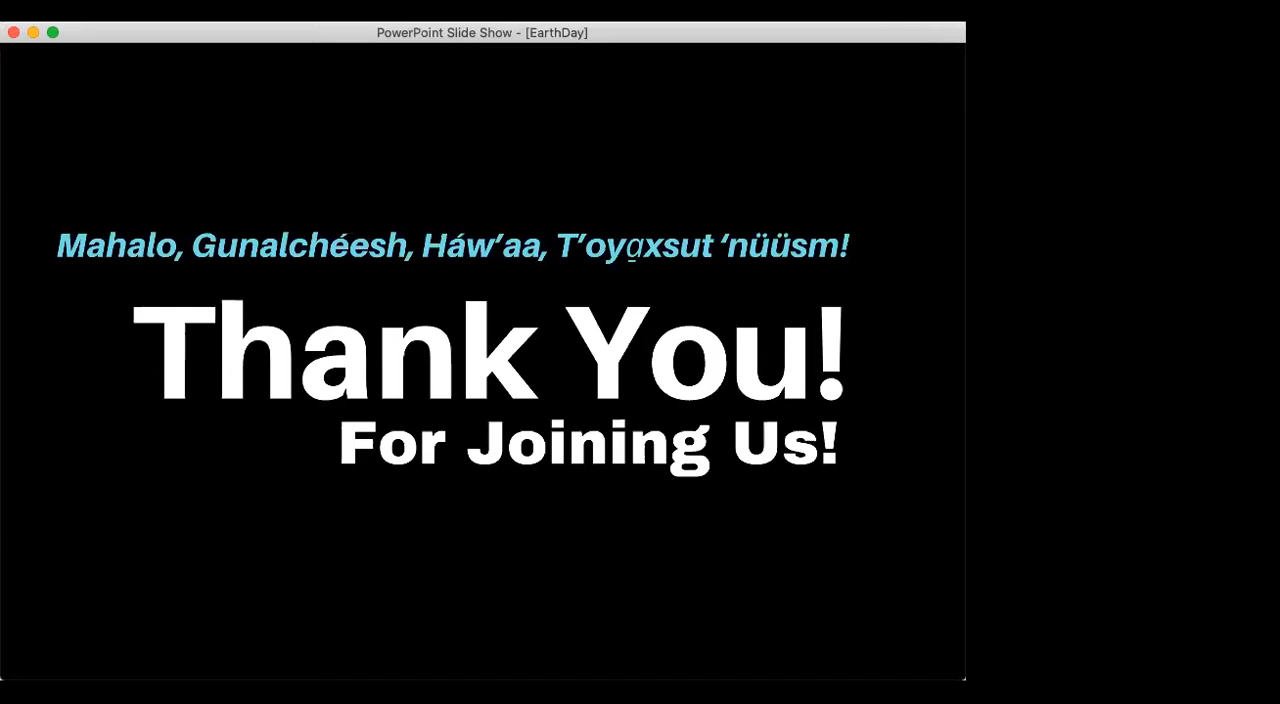 PowerPoint Slide Show - [EarthDay]
Mahalo, Gunalchéesh, Háw’aa, T’oya̱xsut ‘nüüsm!
Thank You!
For Joining Us!